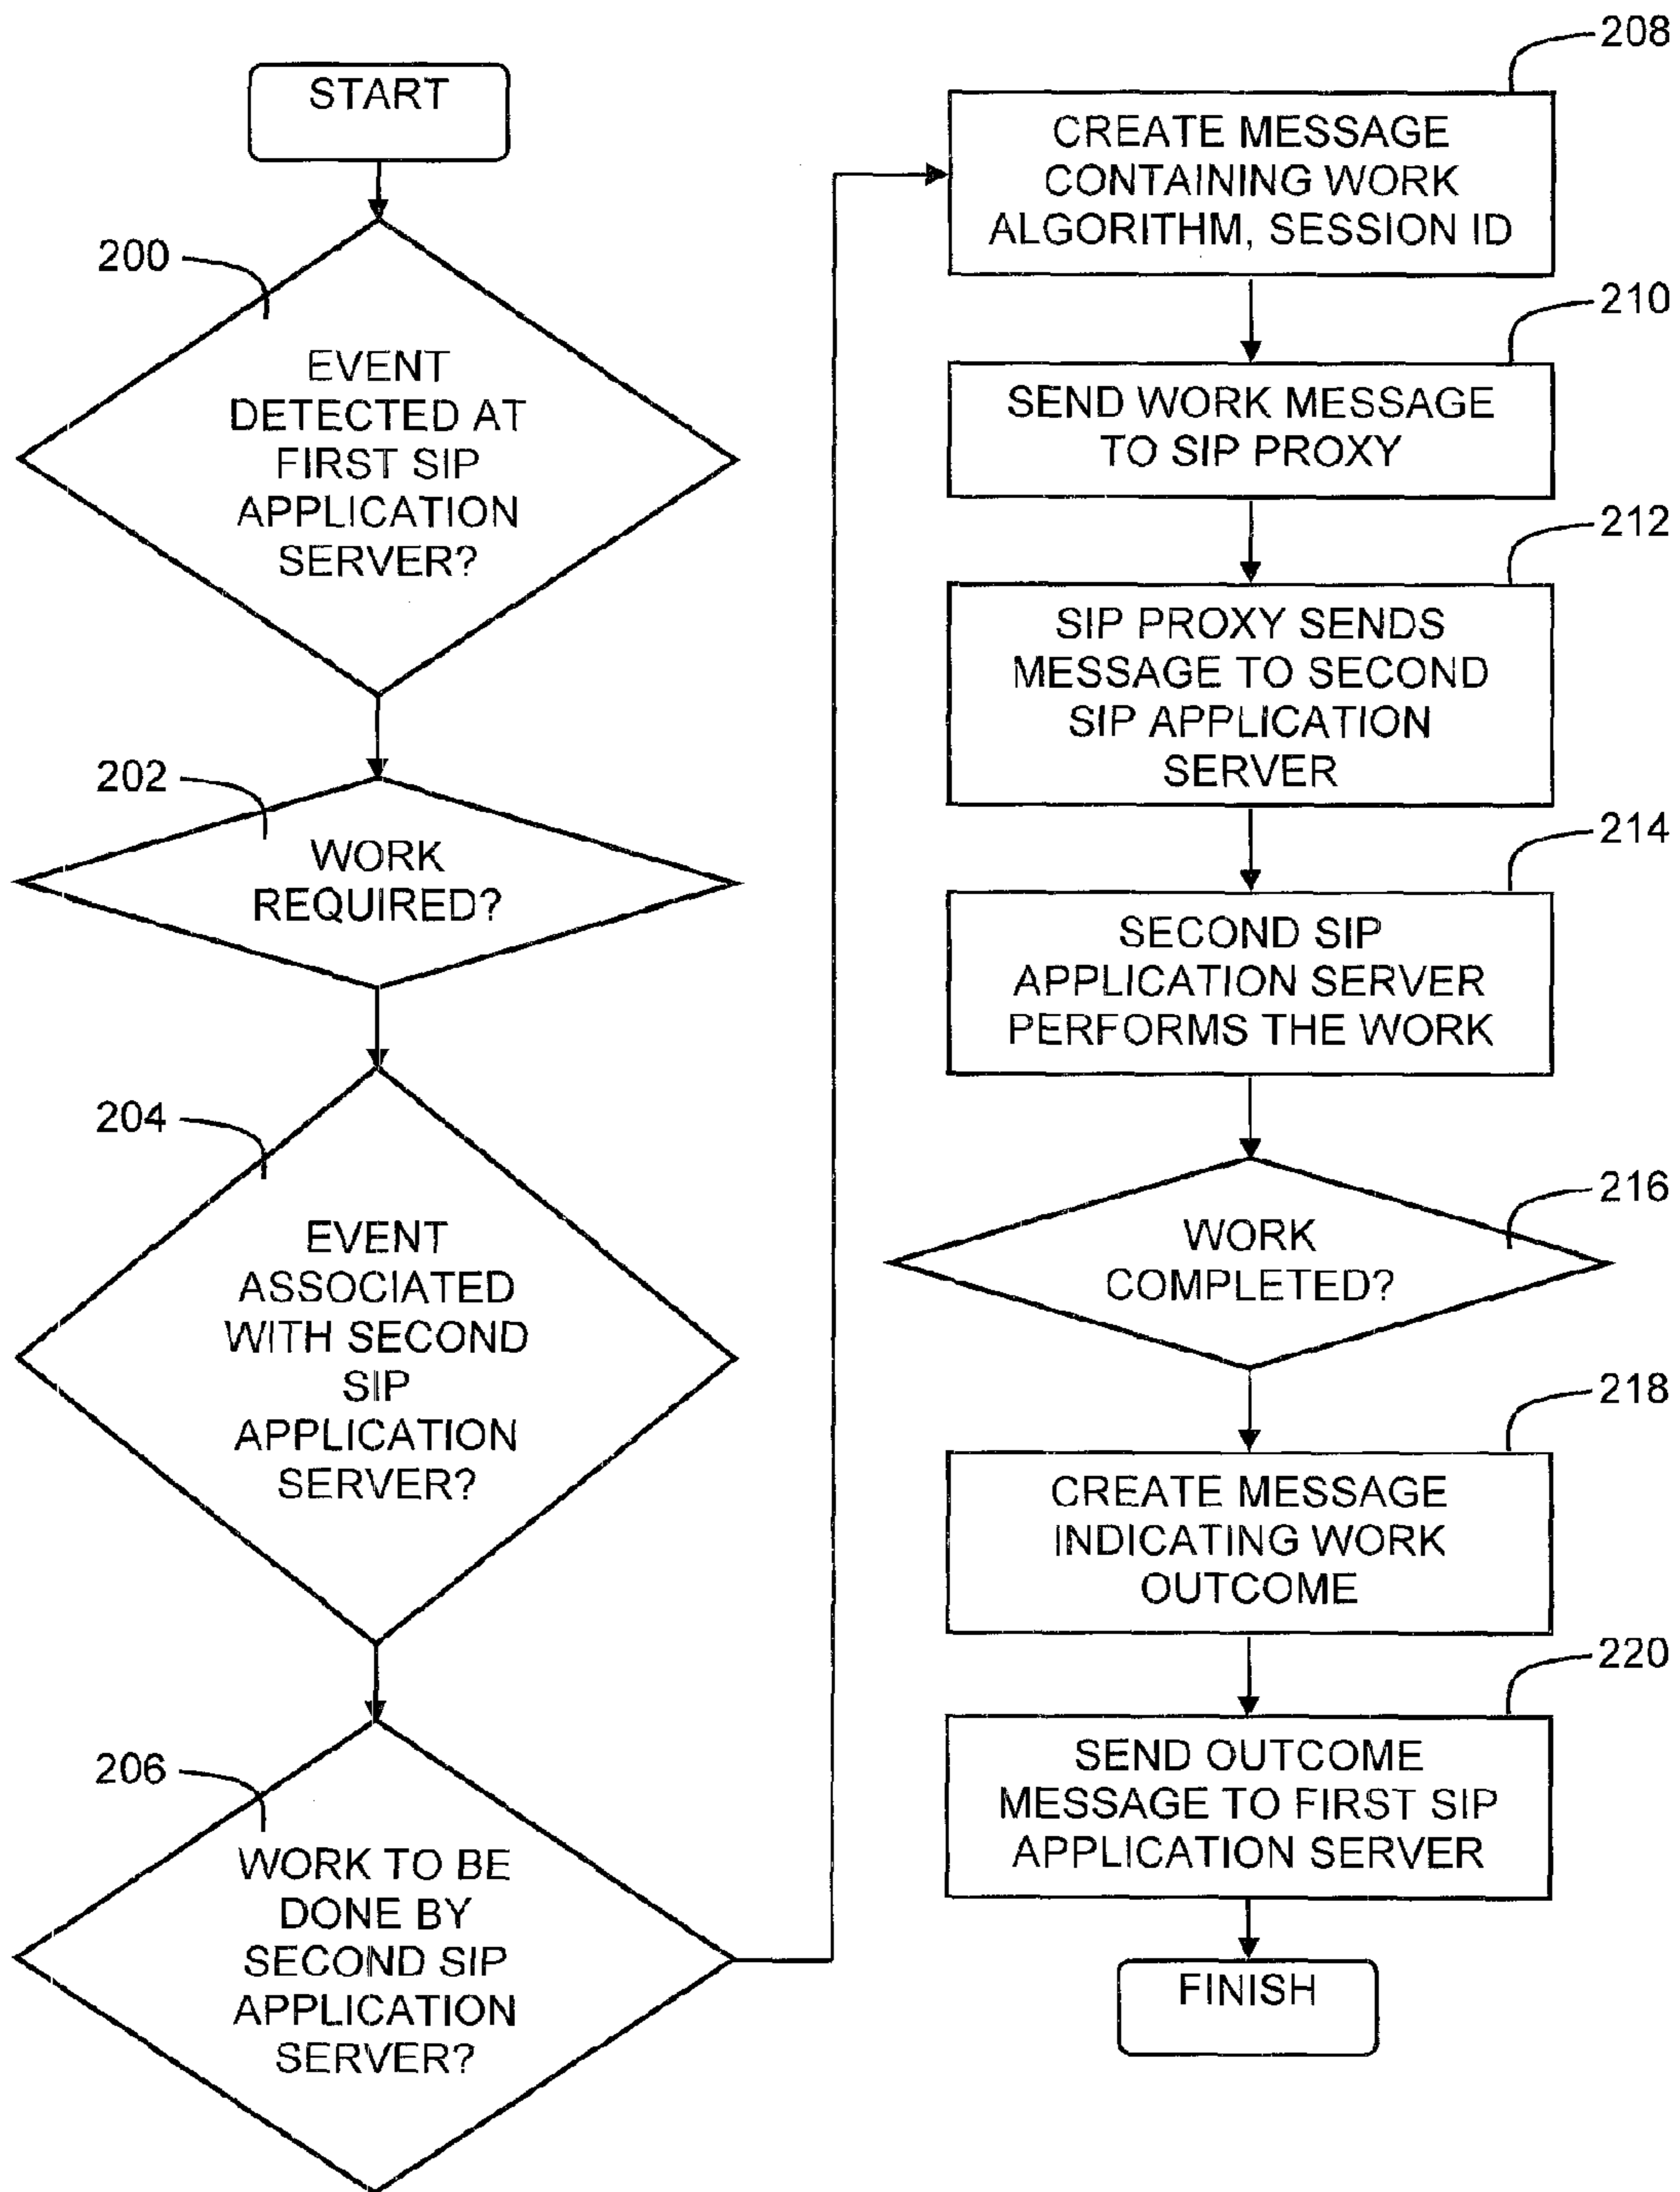 START
200
EVENT
DETECTED AT
FIRST SIP
APPLICATION
SERVER?
202
WORK
REQUIRED?
204
EVENT
ASSOCIATED
WITH SECOND
SIP
APPLICATION
SERVER?
206
WORK TO BE
DONE BY
SECOND SIP
APPLICATION
SERVER?
208
CREATE MESSAGE
CONTAINING WORK
ALGORITHM, SESSION ID
210
SEND WORK MESSAGE
TO SIP PROXY
212
SIP PROXY SENDS
MESSAGE TO SECOND
SIP APPLICATION
SERVER
214
SECOND SIP
APPLICATION SERVER
PERFORMS THE WORK
216
WORK
COMPLETED?
218
CREATE MESSAGE
INDICATING WORK
OUTCOME
220
SEND OUTCOME
MESSAGE TO FIRST SIP
APPLICATION SERVER
FINISH